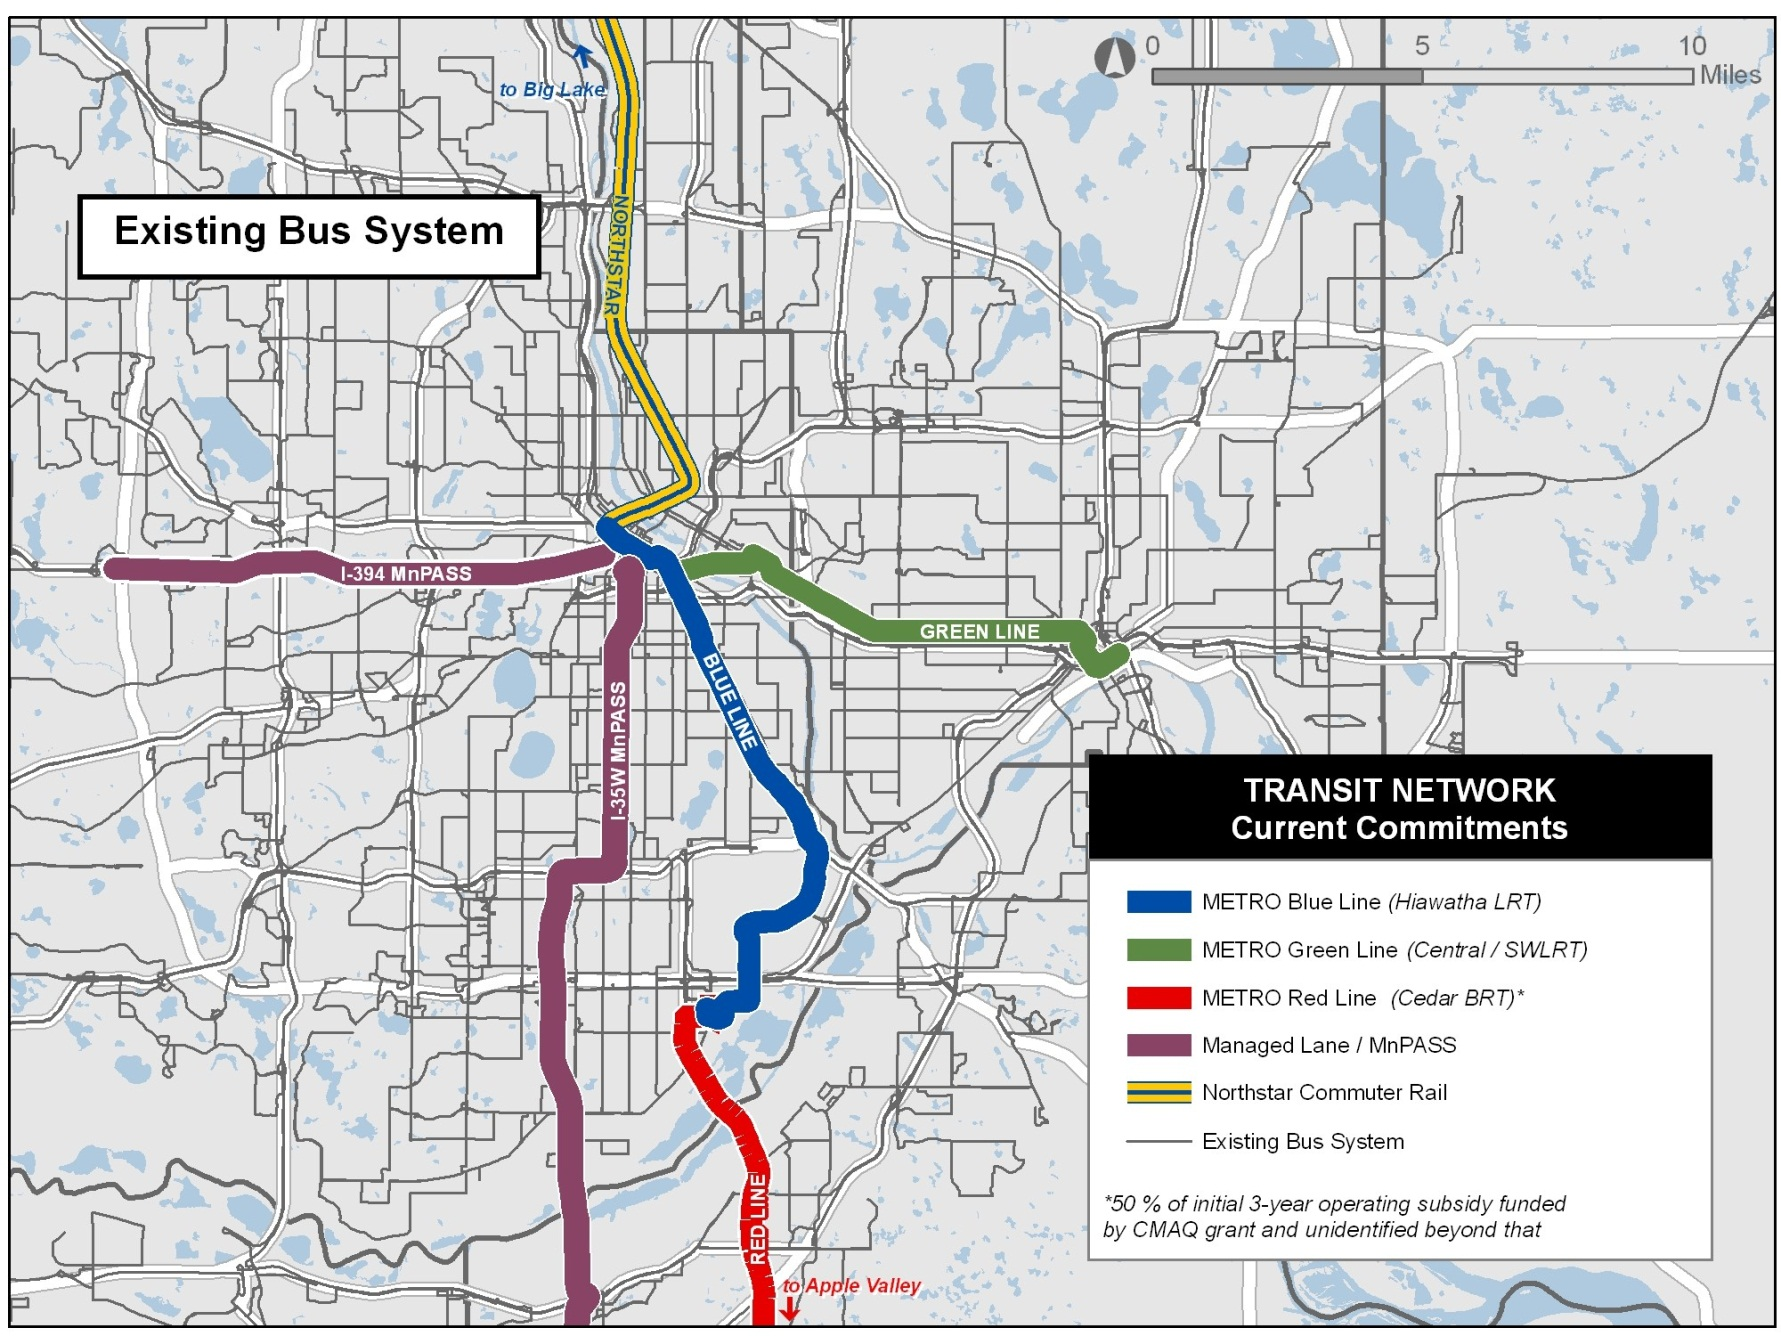 0 5 10
Miles
to Big Lake
Existing Bus System
NORTHSTAR
I-394 MnPASS
GREEN LINE
BLUE LINE
I-35W MnPASS
TRANSIT NETWORK
Current Commitments
METRO Blue Line (Hiawatha LRT)
METRO Green Line (Central / SWLRT)
METRO Red Line (Cedar BRT)*
Managed Lane / MnPASS
Northstar Commuter Rail
Existing Bus System
*50 % of initial 3-year operating subsidy funded
by CMAQ grant and unidentified beyond that
RED LINE
to Apple Valley